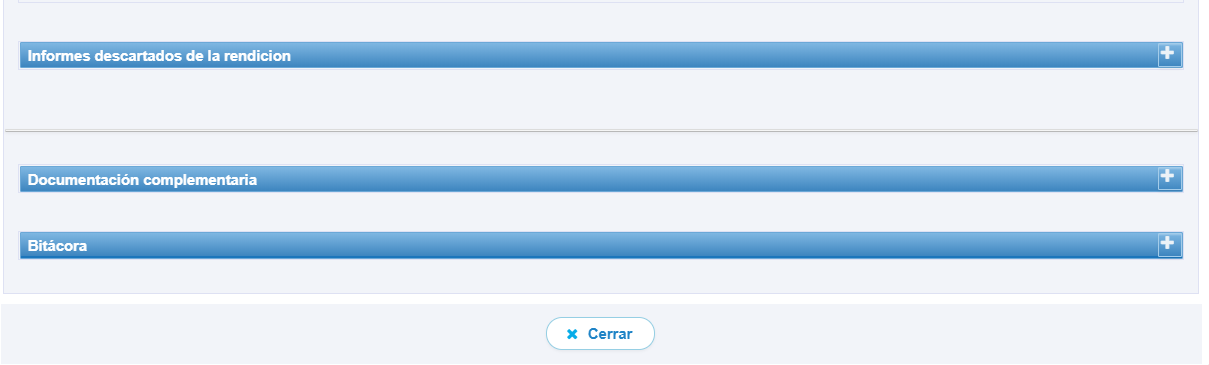 Informes descartados de la rendicion
Documentación complementaria
Bitácora
Cerrar